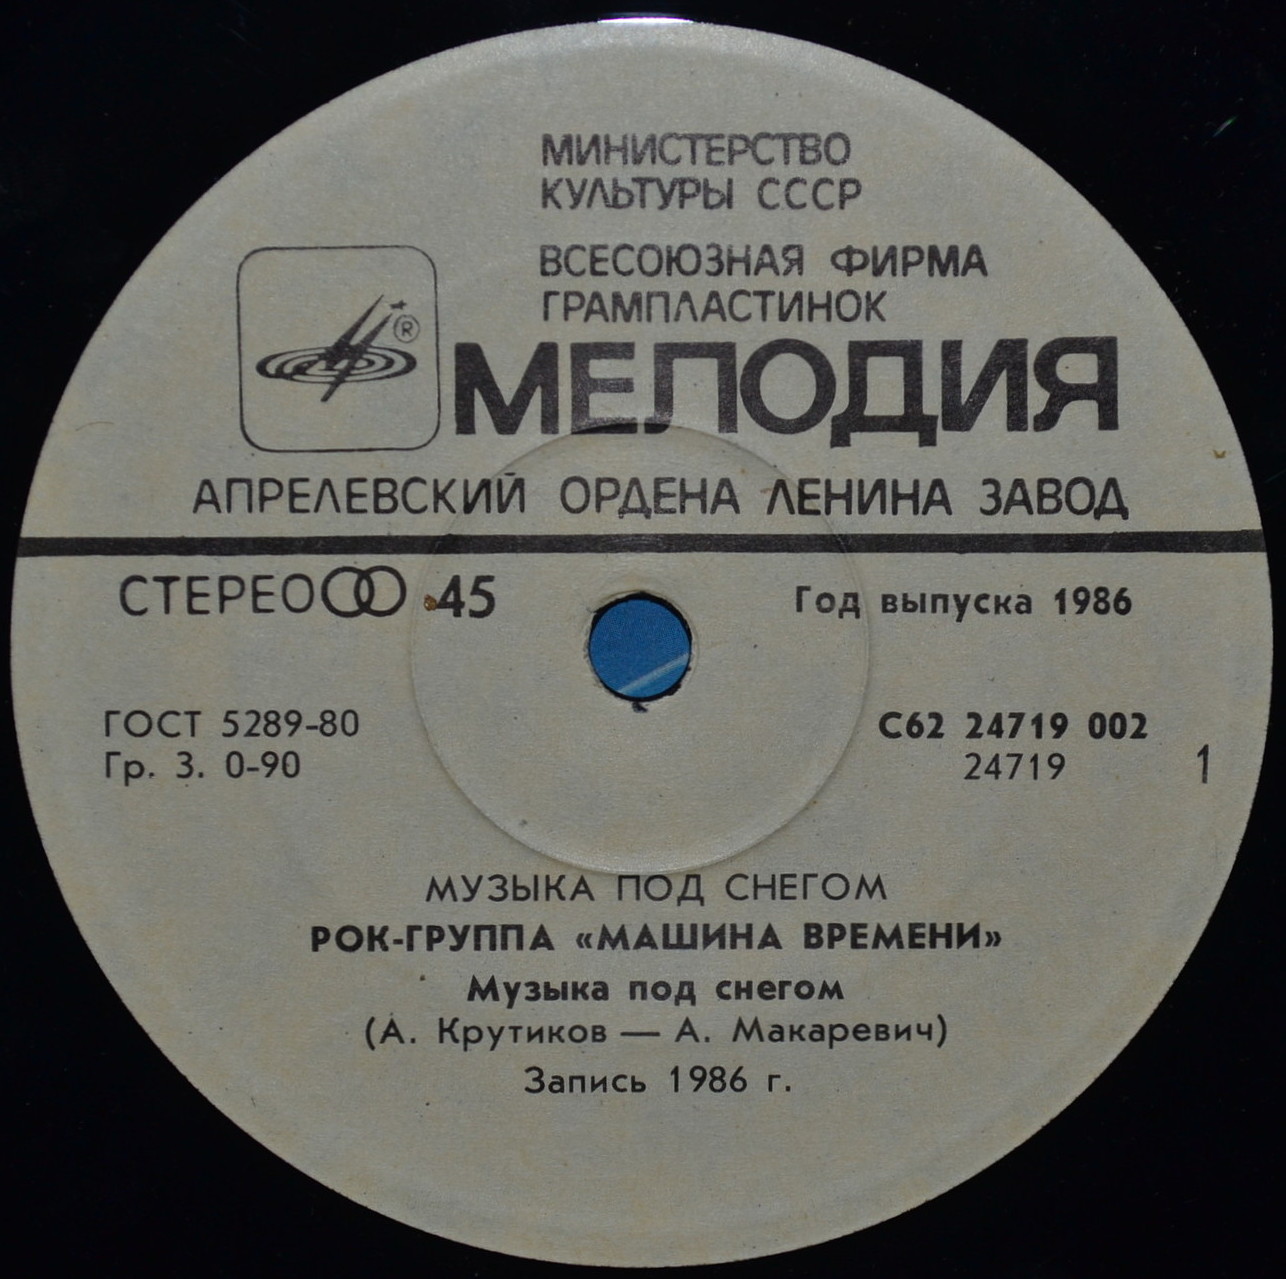 МИНИСТЕРСТВО
КУЛЬТУРЫ СССР
ВСЕСОЮЗНАЯ ФИРМА
ГРАМПЛАСТИНОК
®
МЕЛОДИЯ
АПРЕЛЕВСКИЙ ОРДЕНА ЛЕНИНА ЗАВОД
СТЕРЕО 45
Год выпуска 1986
ГОСТ 5289-80
Гр. 3. 0-90
С62 24719 002
24719
1
МУЗЫКА ПОД СНЕГОМ
РОК-ГРУППА «МАШИНА ВРЕМЕНИ»
Музыка под снегом
(А. Крутиков — А. Макаревич)
Запись 1986 г.